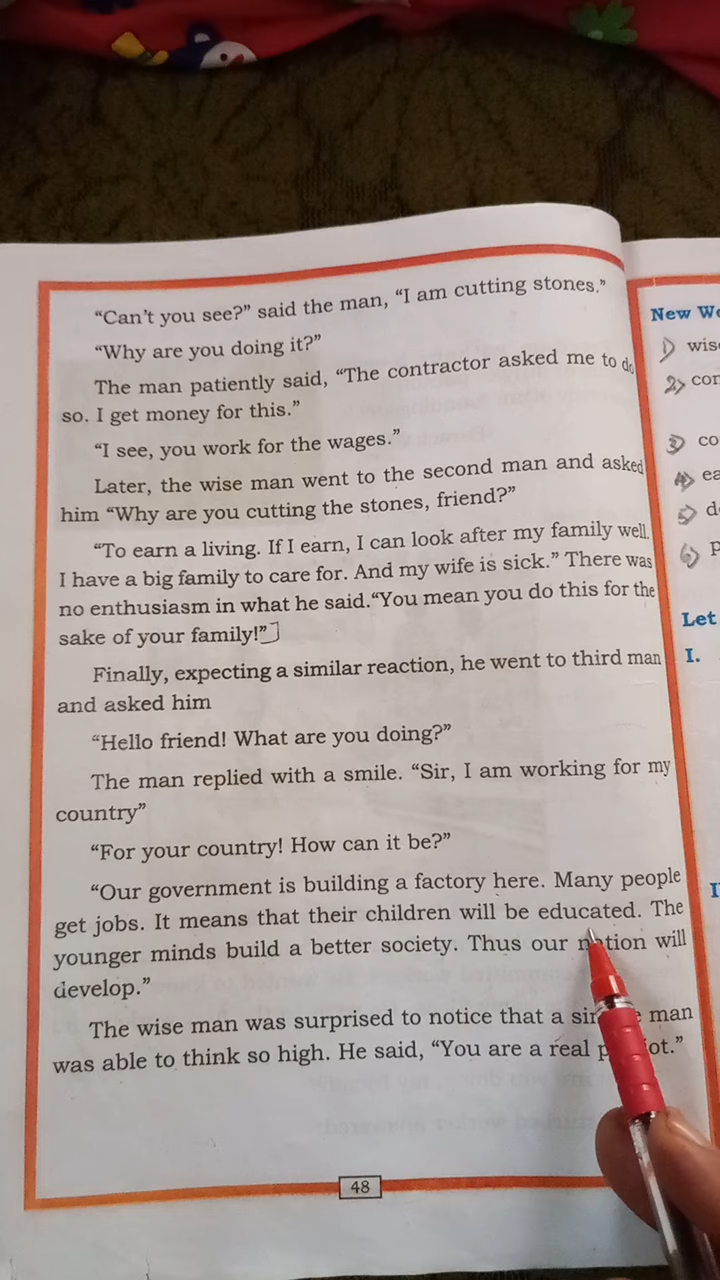 “Can’t you see?” said the man, “I am cutting stones.”
“Why are you doing it?”
The man patiently said, “The contractor asked me to do
so. I get money for this.”
“I see, you work for the wages.”
Later, the wise man went to the second man and asked
him “Why are you cutting the stones, friend?”
“To earn a living. If I earn, I can look after my family well.
I have a big family to care for. And my wife is sick.” There was
no enthusiasm in what he said.“You mean you do this for the
sake of your family!”
Finally, expecting a similar reaction, he went to third man
and asked him
“Hello friend! What are you doing?”
The man replied with a smile. “Sir, I am working for my
country”
“For your country! How can it be?”
“Our government is building a factory here. Many people
get jobs. It means that their children will be educated. The
younger minds build a better society. Thus our nation will
develop.”
The wise man was surprised to notice that a man
was able to think so high. He said, “You are a real
48
New
1)
2)
3)
4)
5)
6)
Let
I.